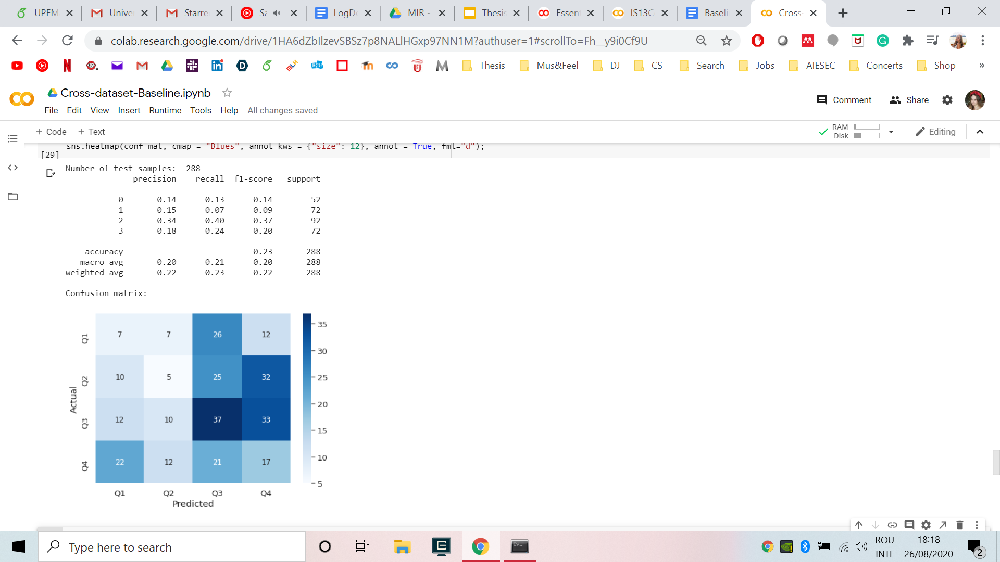 UPFM Univer Starre Sa LogDo MIR - Thesis Essen IS13C Baseli Cross-
colab.research.google.com/drive/1HA6dZbIIzevSBSz7p8NALlHGxp97NN1M?authuser=1#scrollTo=Fh__y9i0Cf9U
Thesis Mus&Feel DJ CS Search Jobs AIESEC Concerts Shop »
Cross-dataset-Baseline.ipynb
Comment Share
File Edit View Insert Runtime Tools Help All changes saved
+ Code + Text
RAM
Disk
Editing
sns.heatmap(conf_mat, cmap = "Blues", annot_kws = {"size": 12}, annot = True, fmt="d");
[29]
Number of test samples: 288
precision recall f1-score support
0 0.14 0.13 0.14 52
1 0.15 0.07 0.09 72
2 0.34 0.40 0.37 92
3 0.18 0.24 0.20 72
accuracy 0.23 288
macro avg 0.20 0.21 0.20 288
weighted avg 0.22 0.23 0.22 288
Confusion matrix:
Q1 7 7 26 12
Q2 10 5 25 32
Q3 12 10 37 33
Q4 22 12 21 17
Actual
Q1 Q2 Q3 Q4
Predicted
35
30
25
20
15
10
5
Type here to search
ROU
INTL
18:18
26/08/2020
2